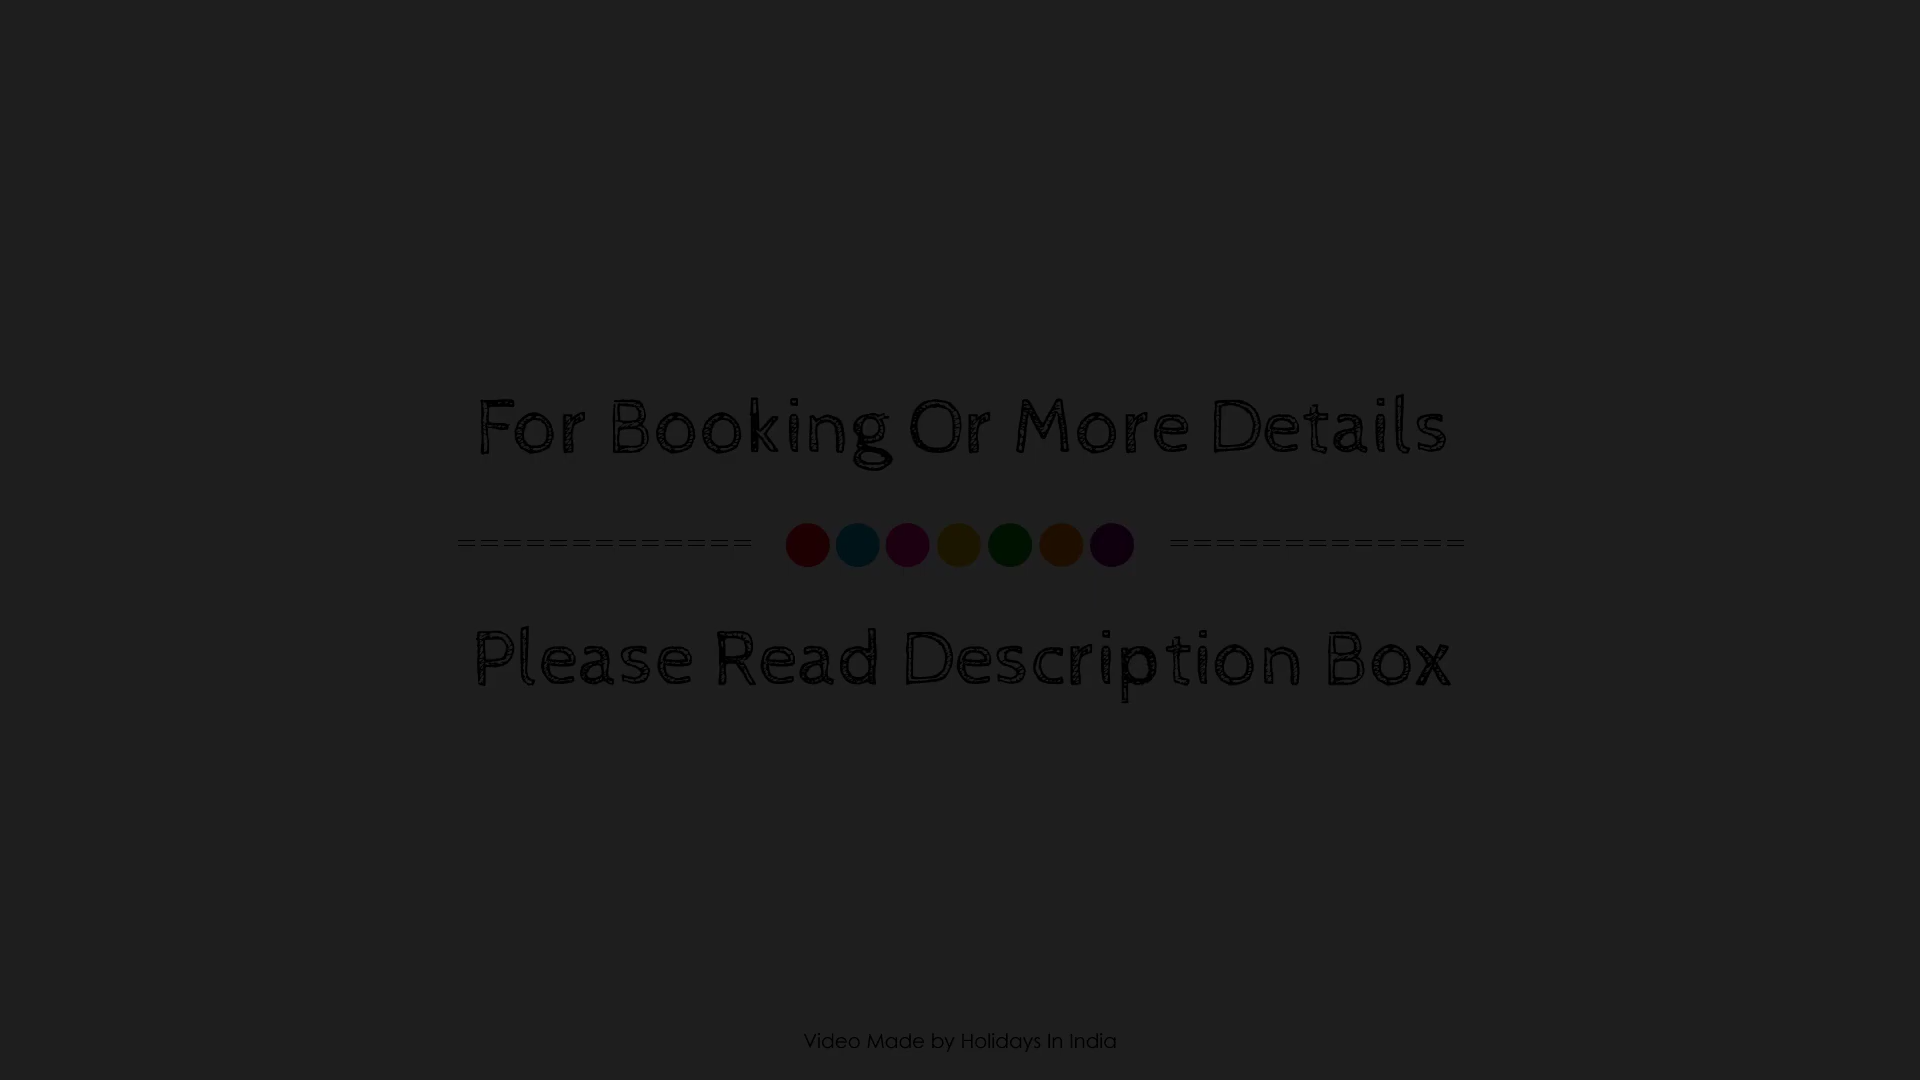 For Booking Or More Details
============= =============
Please Read Description Box
Video Made by Holidays In India